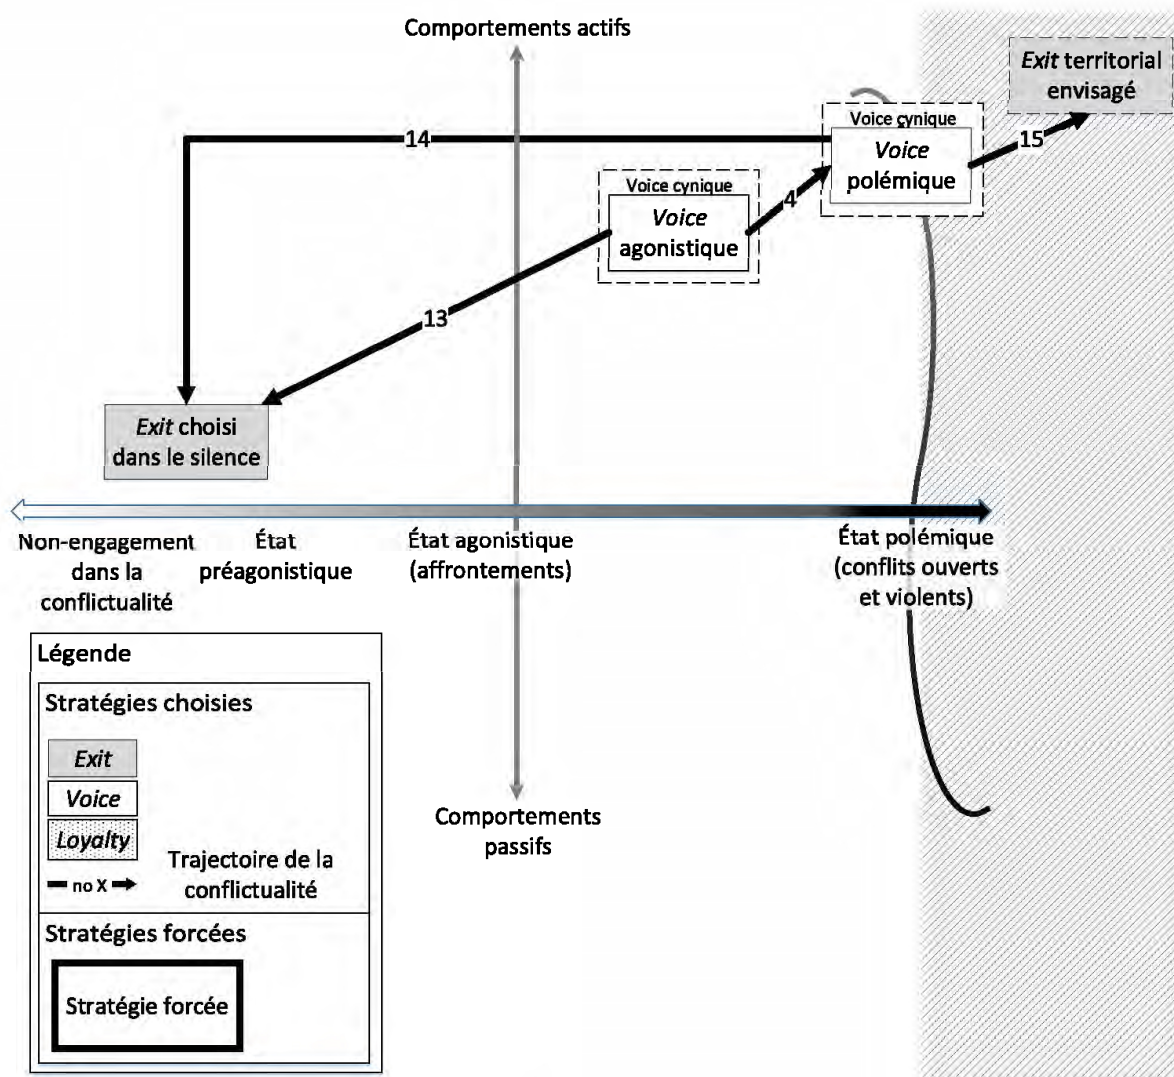 Comportements actifs
Exit territorial
envisagé
Voice cynique
Voice
polémique
14
15
Voice cynique
Voice
agonistique
4
13
Exit choisi
dans le silence
Non-engagement
dans la
conflictualité
État
préagonistique
État agonistique
(affrontements)
État polémique
(conflits ouverts
et violents)
Comportements
passifs
Légende
Stratégies choisies
Exit
Voice
Loyalty
no X
Trajectoire de la
conflictualité
Stratégies forcées
Stratégie forcée